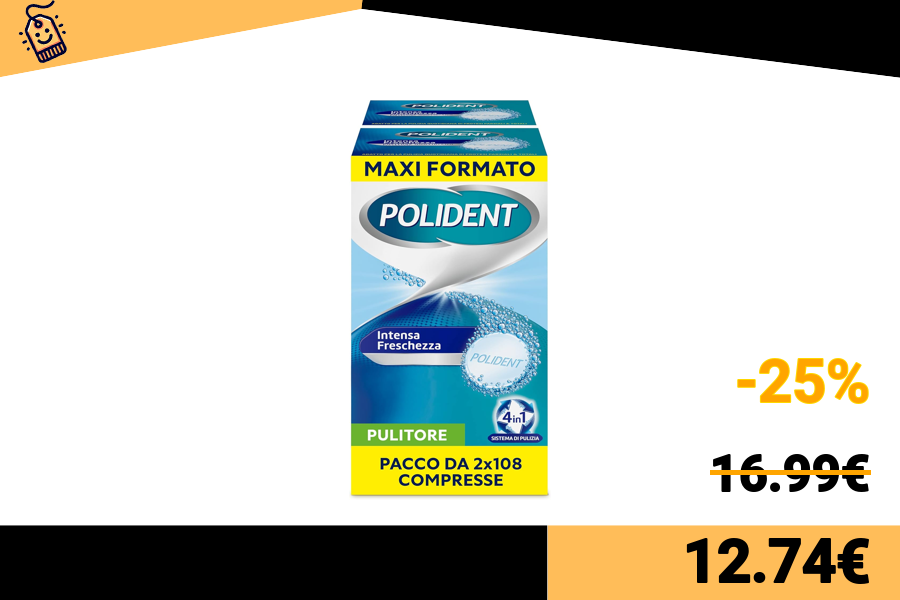 POLIDENT
POLIDENT
MAXI FORMATO
POLIDENT
Intensa
Freschezza
POLIDENT
4in1
SISTEMA DI PULIZIA
PULITORE
PACCO DA 2x108
COMPRESSE
-25%
16.99€
12.74€